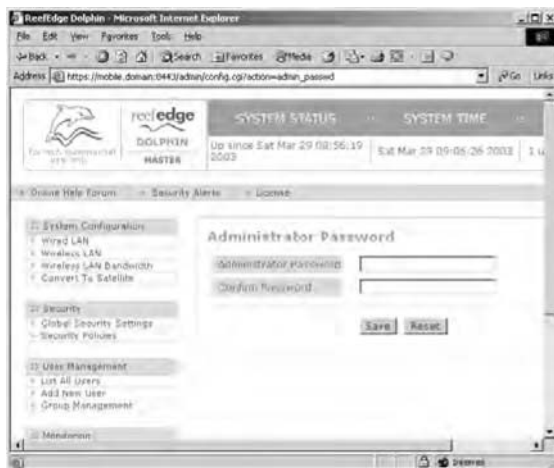 ReefEdge Dolphin - Microsoft Internet Explorer
File Edit View Favorites Tools Help
Back Search Favorites Media
Address https://mobile.domain:8443/admin/config.cgi?action=admin_passwd Go Links
reefedge
DOLPHIN
MASTER
SYSTEM STATUS
SYSTEM TIME
Up since Sat Mar 29 08:56:19
2003
Sat Mar 29 09:05:26 2003
1 u
Online Help Forum
Security Alerts
License
System Configuration
Wired LAN
Wireless LAN
Wireless LAN Bandwidth
Convert To Satellite
Security
Global Security Settings
Security Policies
User Management
List All Users
Add New User
Group Management
Monitoring
Administrator Password
Administrator Password
Confirm Password
Save Reset
Internet